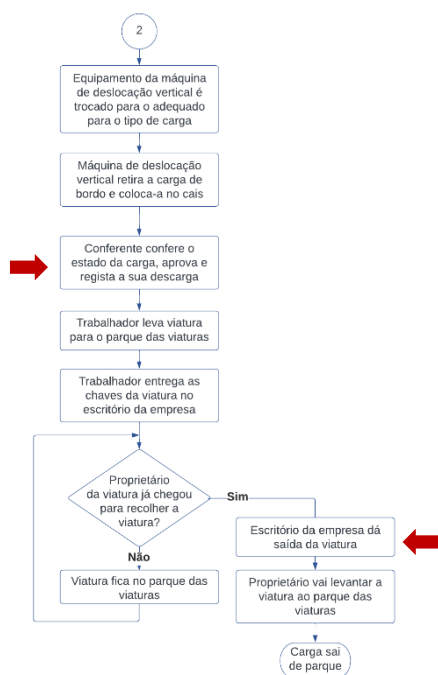 2
Equipamento da máquina
de deslocação vertical é
trocado para o adequado
para o tipo de carga
Máquina de deslocação
vertical retira a carga de
bordo e coloca-a no cais
Conferente confere o
estado da carga, aprova e
regista a sua descarga
Trabalhador leva viatura
para o parque das viaturas
Trabalhador entrega as
chaves da viatura no
escritório da empresa
Proprietário
da viatura já chegou
para recolher a
viatura?
Sim
Não
Escritório da empresa dá
saída da viatura
Viatura fica no parque das
viaturas
Proprietário vai levantar a
viatura ao parque das
viaturas
Carga sai
de parque